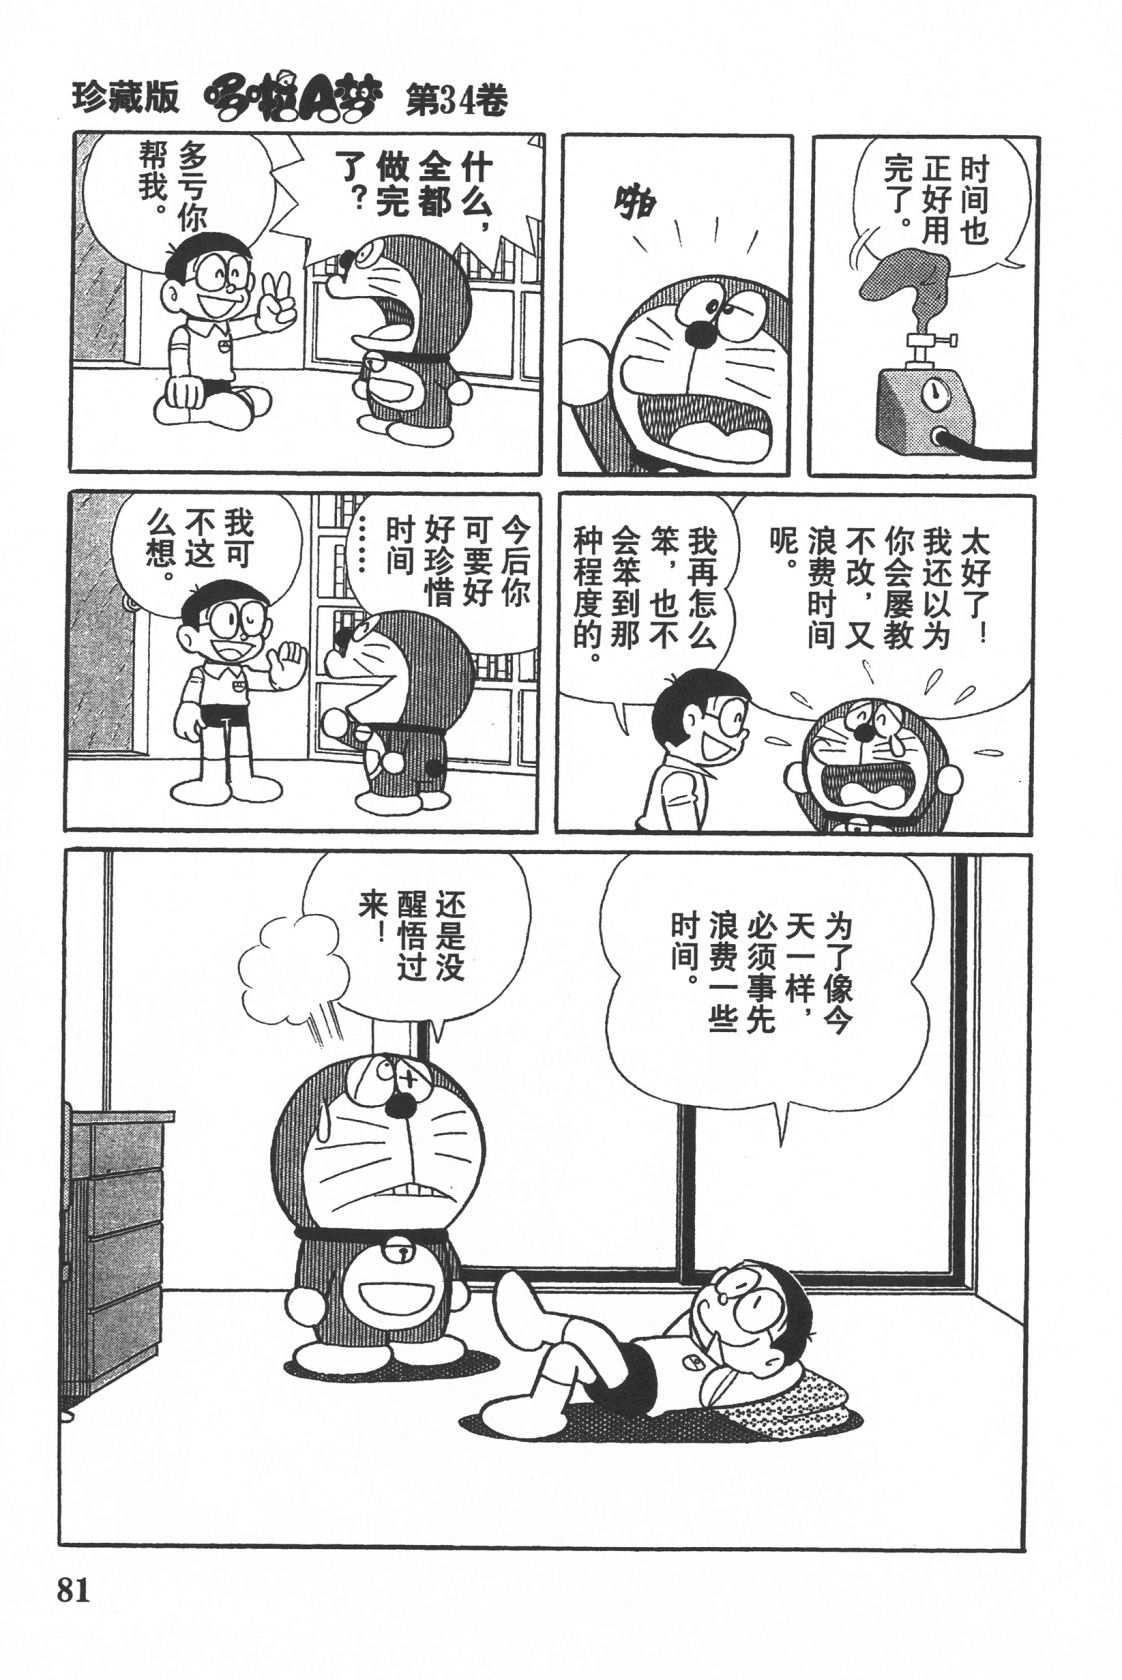 珍藏版 哆啦A梦 第34卷
时间也
正好用
完了。
啪
什么，
全都
做完
了？
多亏你
帮我。
太好了！
我还以为
你会屡教
不改，又
浪费时间
呢。
我再怎么
笨，也不
会笨到那
种程度的。
今后你
可要好
好珍惜
时间
……
我可
不这
么想。
为了像今
天一样，
必须事先
浪费一些
时间。
还是没
醒悟过
来！
81